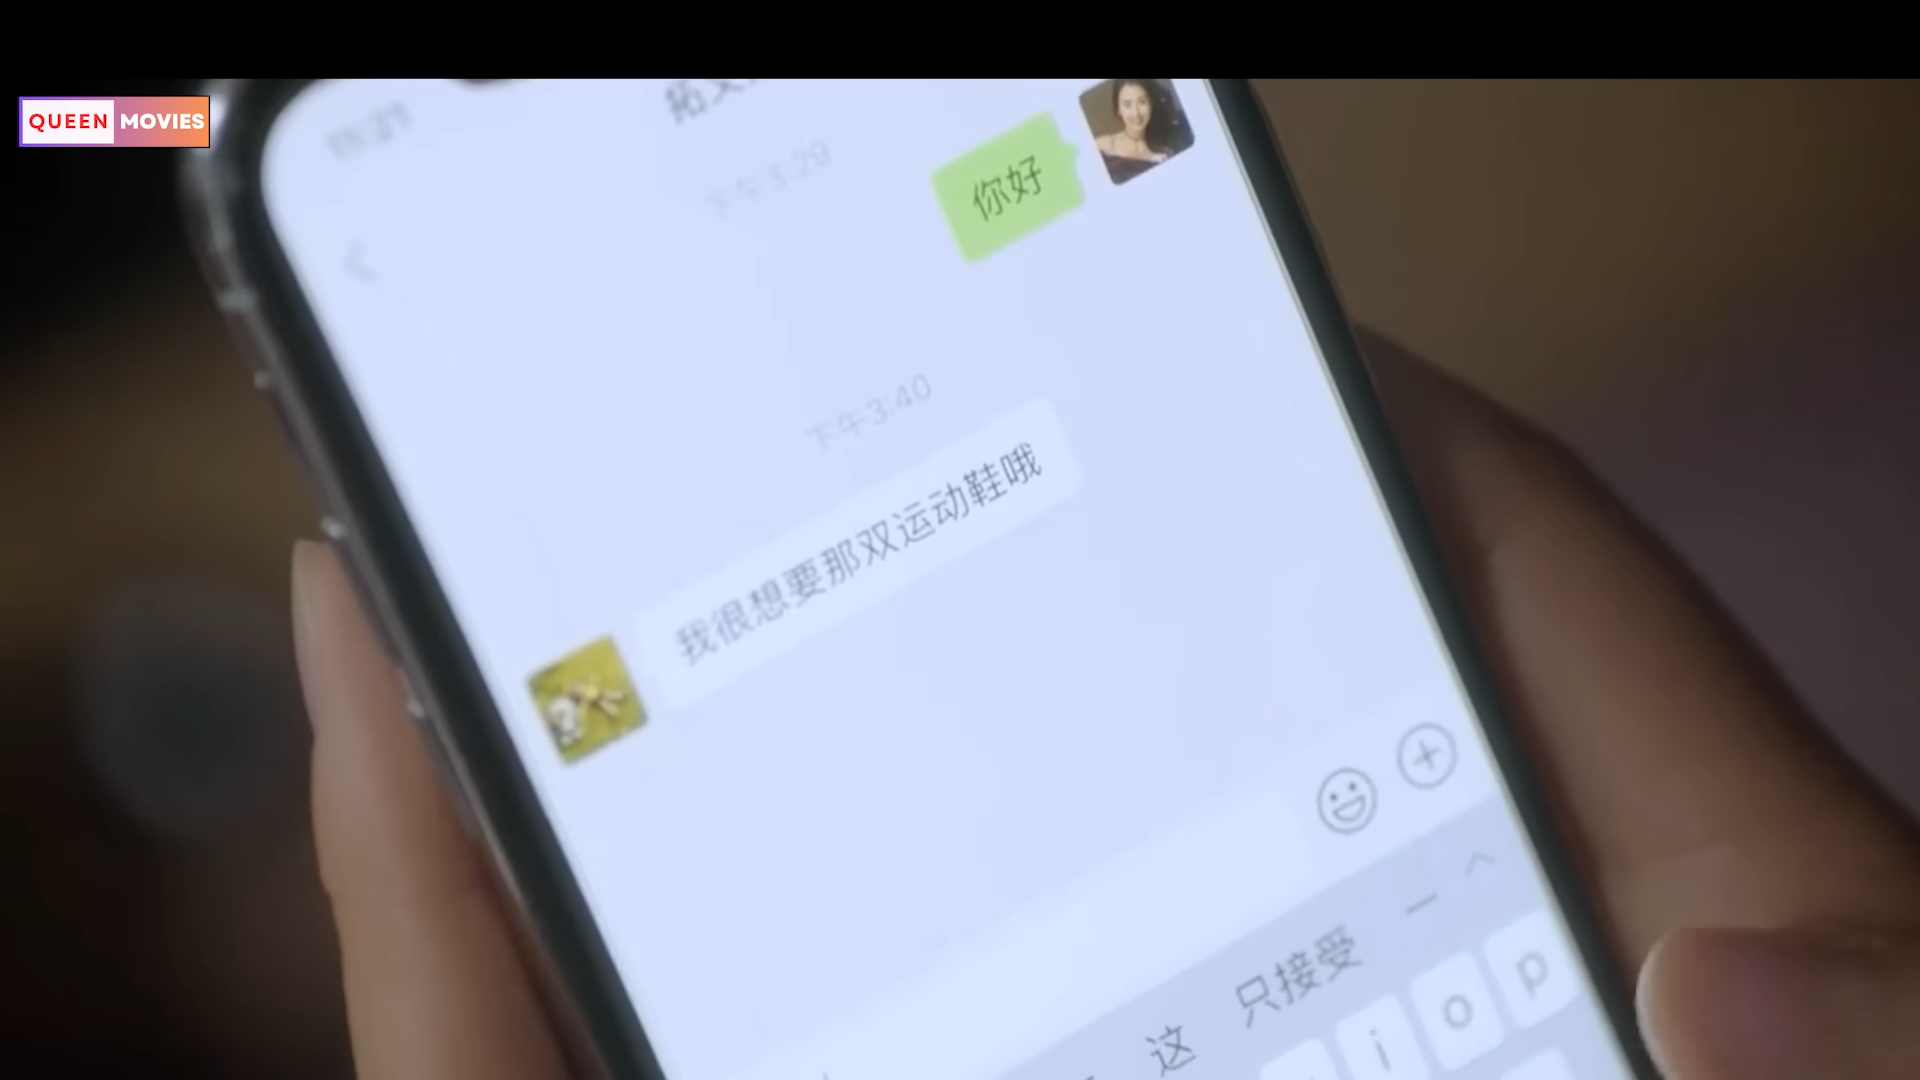 QUEEN MOVIES
下午3:29
你好
下午3:40
我很想要那双运动鞋哦
这 只接受 一
i o p